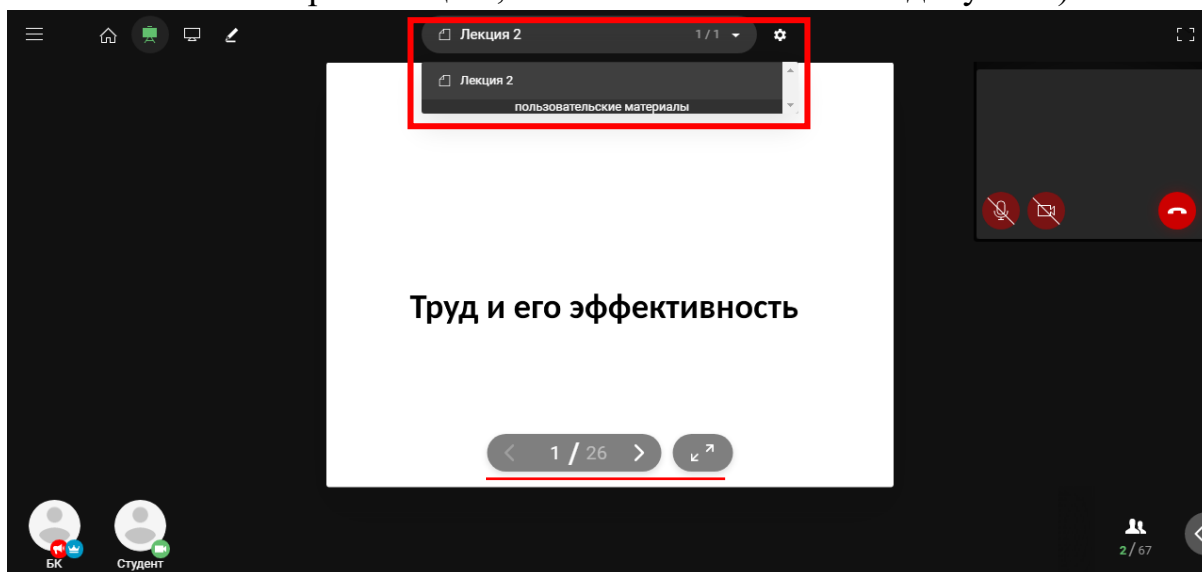 Лекция 2 1/1
Лекция 2
пользовательские материалы
Труд и его эффективность
1 / 26
БК
Студент
2/67